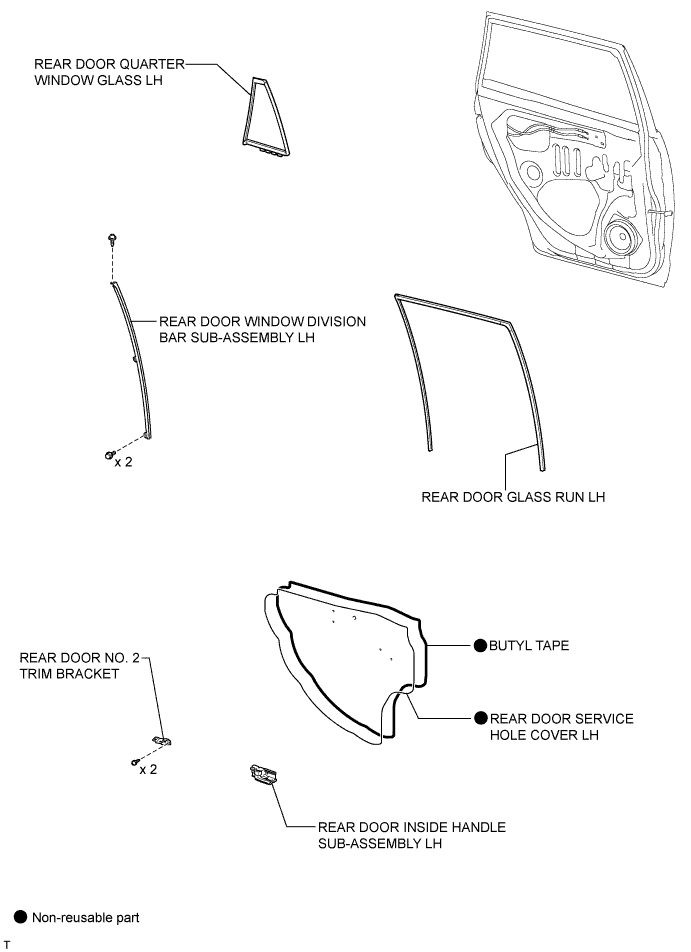 REAR DOOR QUARTER
WINDOW GLASS LH
REAR DOOR WINDOW DIVISION
BAR SUB-ASSEMBLY LH
x 2
REAR DOOR GLASS RUN LH
BUTYL TAPE
REAR DOOR NO. 2
TRIM BRACKET
REAR DOOR SERVICE
HOLE COVER LH
x 2
REAR DOOR INSIDE HANDLE
SUB-ASSEMBLY LH
Non-reusable part
T